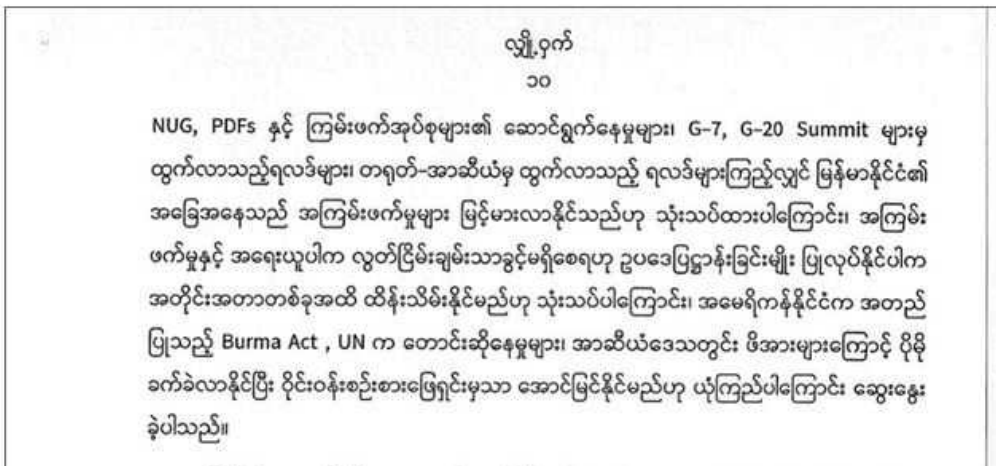 လျှို့ဝှက်
၁၀
NUG, PDFs နှင့် ကြမ်းဖက်အုပ်စုများ၏ ဆောင်ရွက်နေမှုများ၊ G-7, G-20 Summit များမှ
ထွက်လာသည့်ရလဒ်များ၊ တရုတ်-အာဆီယံမှ ထွက်လာသည့် ရလဒ်များကြည့်လျှင် မြန်မာနိုင်ငံ၏
အခြေအနေသည် အကြမ်းဖက်မှုများ မြင့်မားလာနိုင်သည်ဟု သုံးသပ်ထားပါကြောင်း၊ အကြမ်း
ဖက်မှုနှင့် အရေးယူပါက လွတ်ငြိမ်းချမ်းသာခွင့်မရှိစေရဟု ဥပဒေပြဋ္ဌာန်းခြင်းမျိုး ပြုလုပ်နိုင်ပါက
အတိုင်းအတာတစ်ခုအထိ ထိန်းသိမ်းနိုင်မည်ဟု သုံးသပ်ပါကြောင်း၊ အမေရိကန်နိုင်ငံက အတည်
ပြုသည့် Burma Act , UN က တောင်းဆိုနေမှုများ၊ အာဆီယံဒေသတွင်း ဖိအားများကြောင့် ပိုမို
ခက်ခဲလာနိုင်ပြီး ဝိုင်းဝန်းစဉ်းစားဖြေရှင်းမှုသာ အောင်မြင်နိုင်မည်ဟု ယုံကြည်ပါကြောင်း ဆွေးနွေး
ခဲ့ပါသည်။